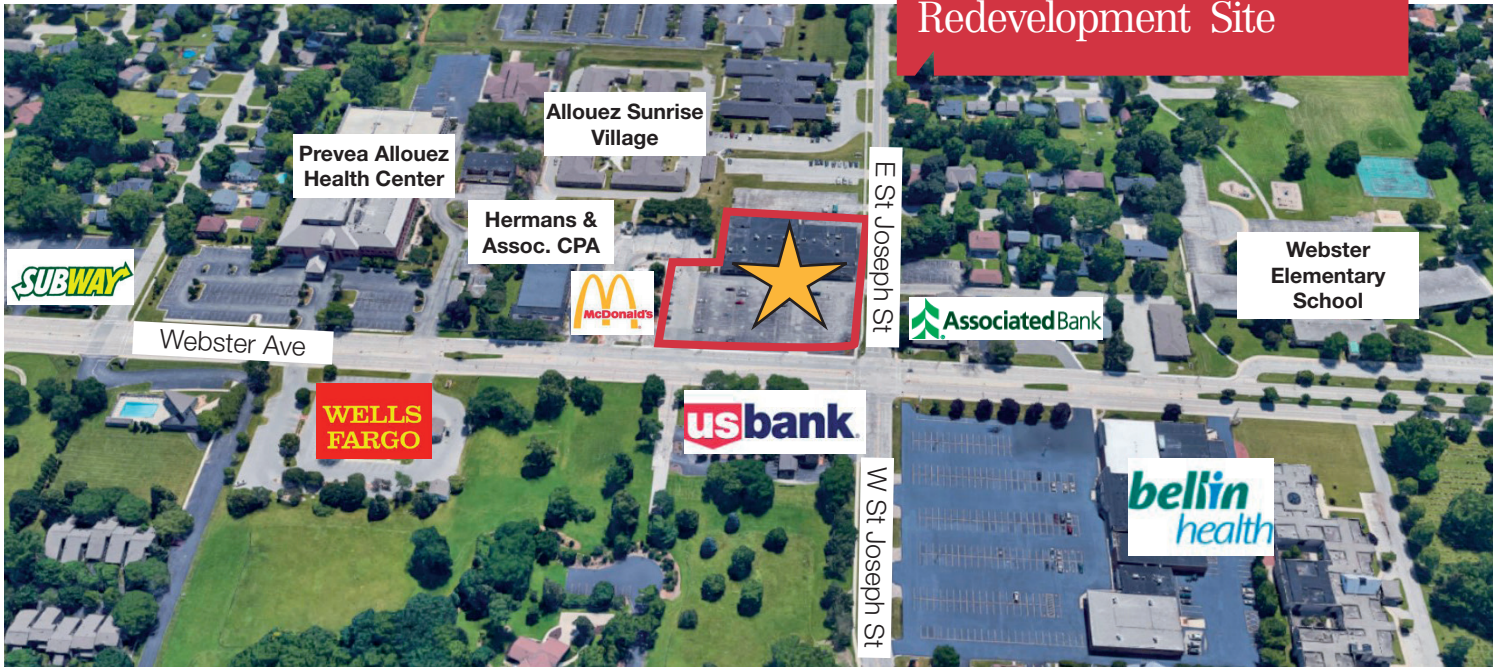 Redevelopment Site
Allouez Sunrise
Village
Prevea Allouez
Health Center
Hermans &
Assoc. CPA
E St Joseph St
Webster
Elementary
School
SUBWAY
McDonald's
Associated Bank
Webster Ave
WELLS
FARGO
usbank
W St Joseph St
bellin
health